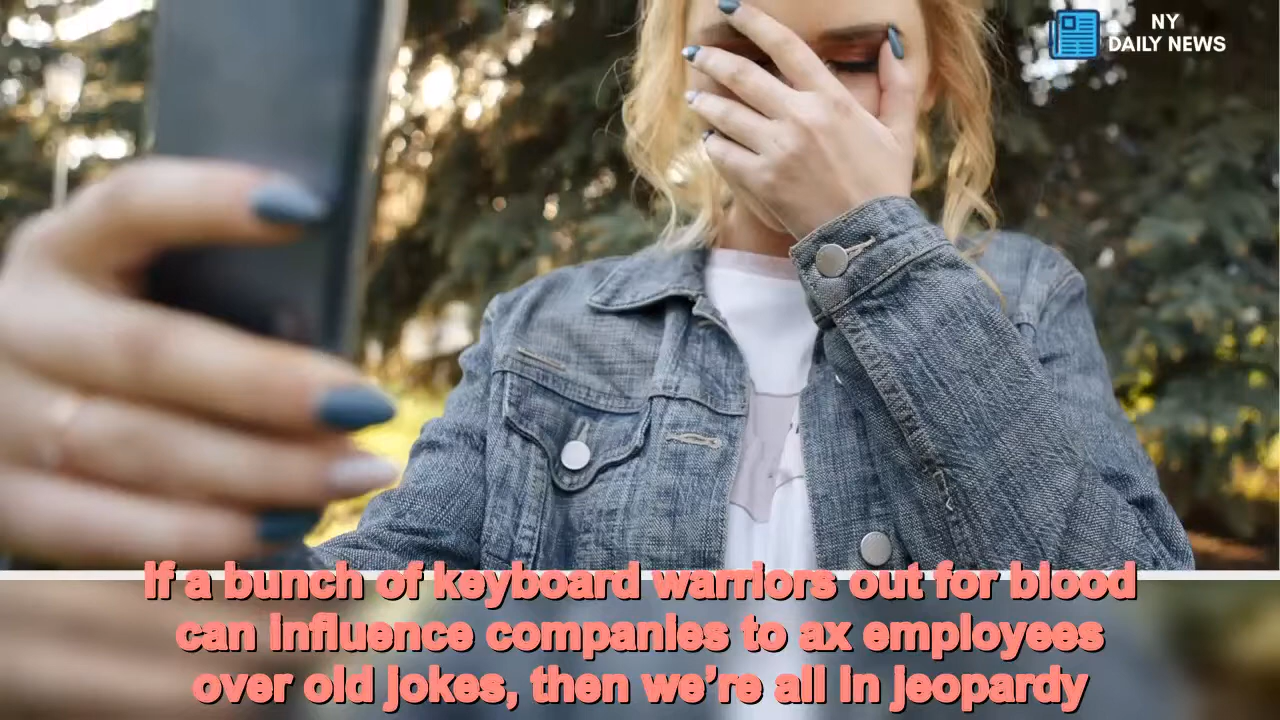 NY
DAILY NEWS
If a bunch of keyboard warriors out for blood
can influence companies to ax employees
over old jokes, then we’re all in jeopardy